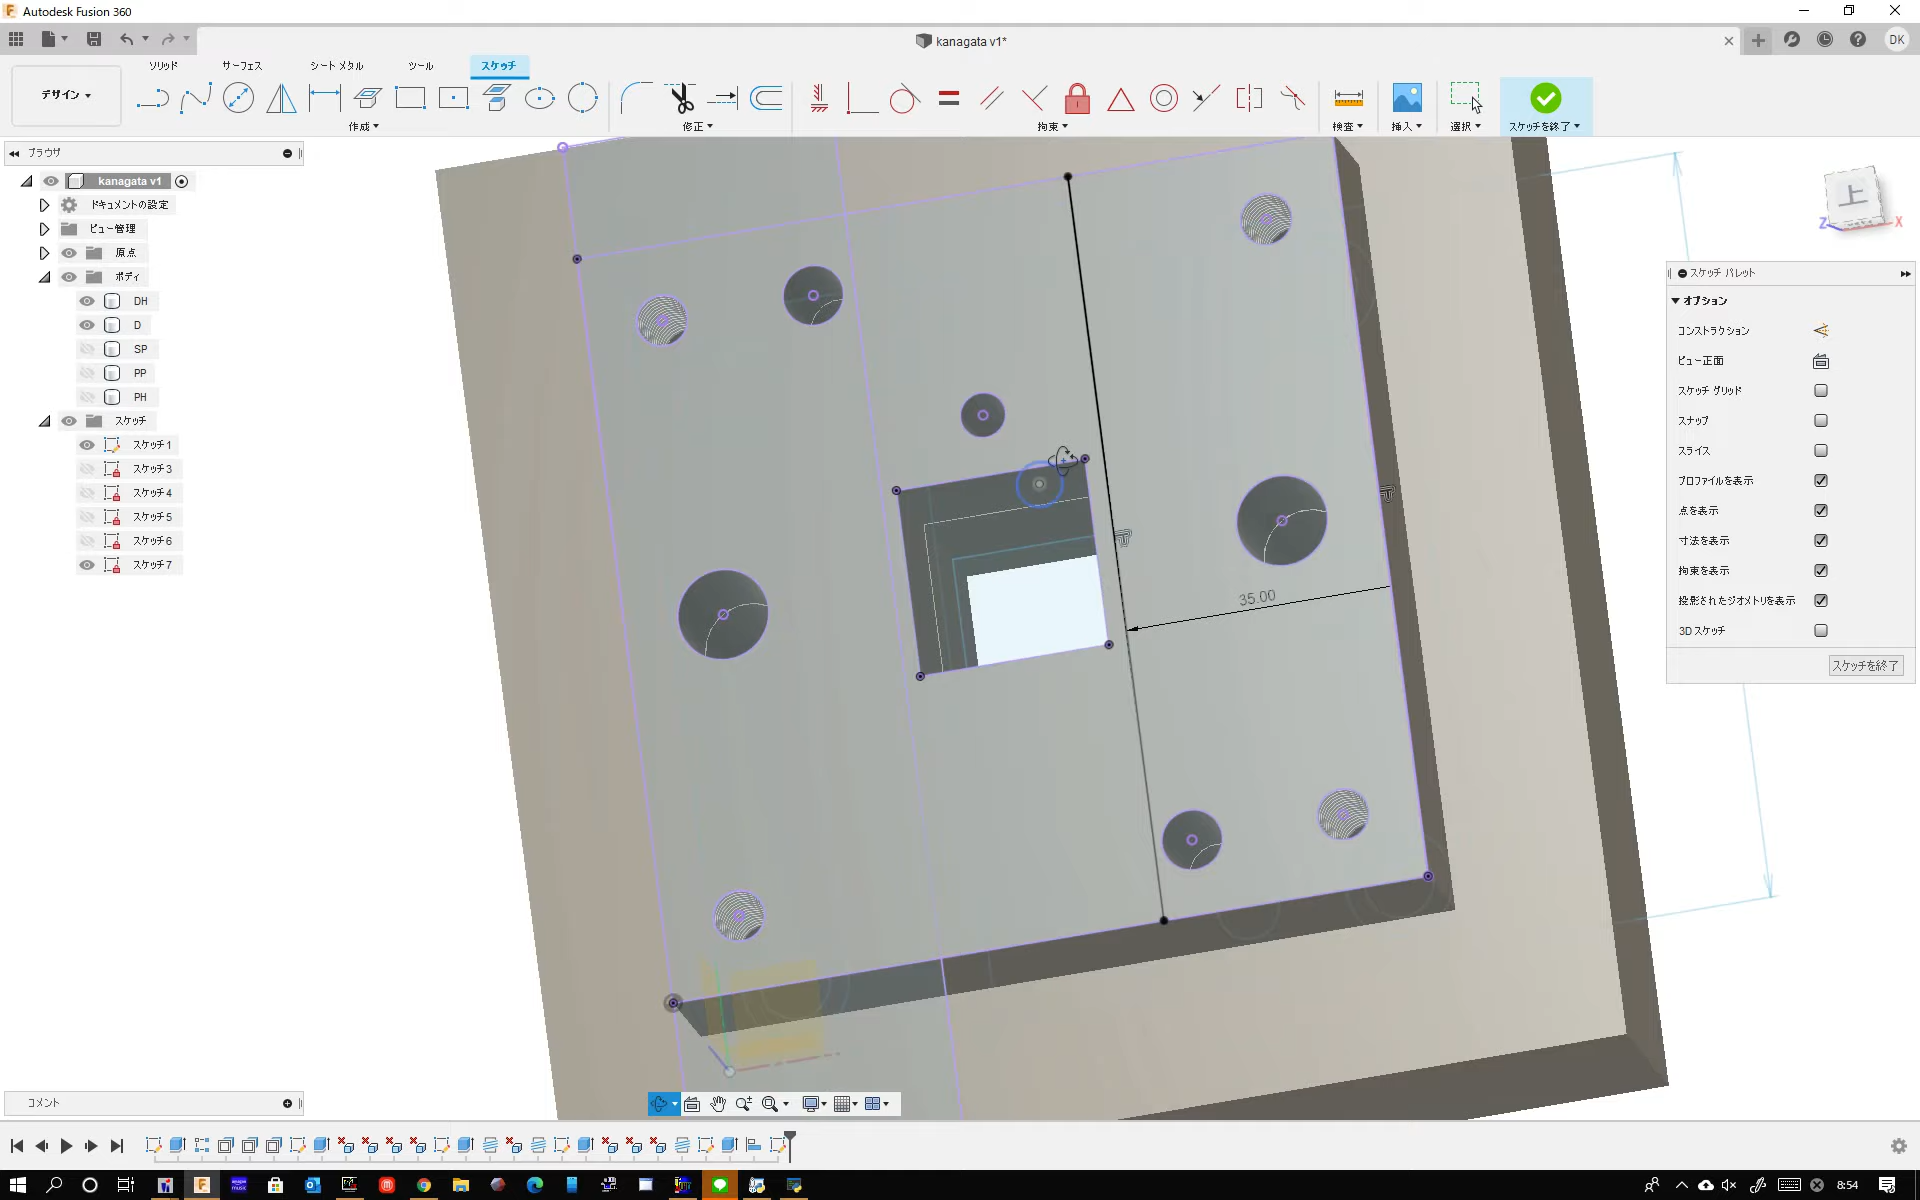 Autodesk Fusion 360
kanagata v1*
DK
デザイン
ソリッド
サーフェス
シート メタル
ツール
スケッチ
作成
修正
拘束
検査
挿入
選択
スケッチを終了
ブラウザ
kanagata v1
ドキュメントの設定
ビュー管理
原点
ボディ
DH
D
SP
PP
PH
スケッチ
スケッチ1
スケッチ3
スケッチ4
スケッチ5
スケッチ6
スケッチ7
35.00
上
Z
X
スケッチ パレット
オプション
コンストラクション
ビュー正面
スケッチ グリッド
スナップ
スライス
プロファイルを表示
点を表示
寸法を表示
拘束を表示
投影されたジオメトリを表示
3D スケッチ
スケッチを終了
コメント
8:54